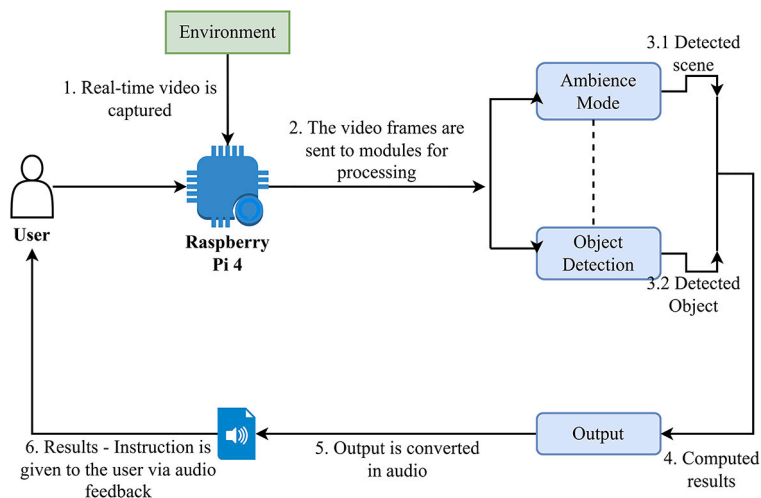 Environment
1. Real-time video is
captured
2. The video frames are
sent to modules for
processing
Ambience
Mode
3.1 Detected
scene
User
Raspberry
Pi 4
Object
Detection
3.2 Detected
Object
6. Results - Instruction is
given to the user via audio
feedback
5. Output is converted
in audio
Output
4. Computed
results